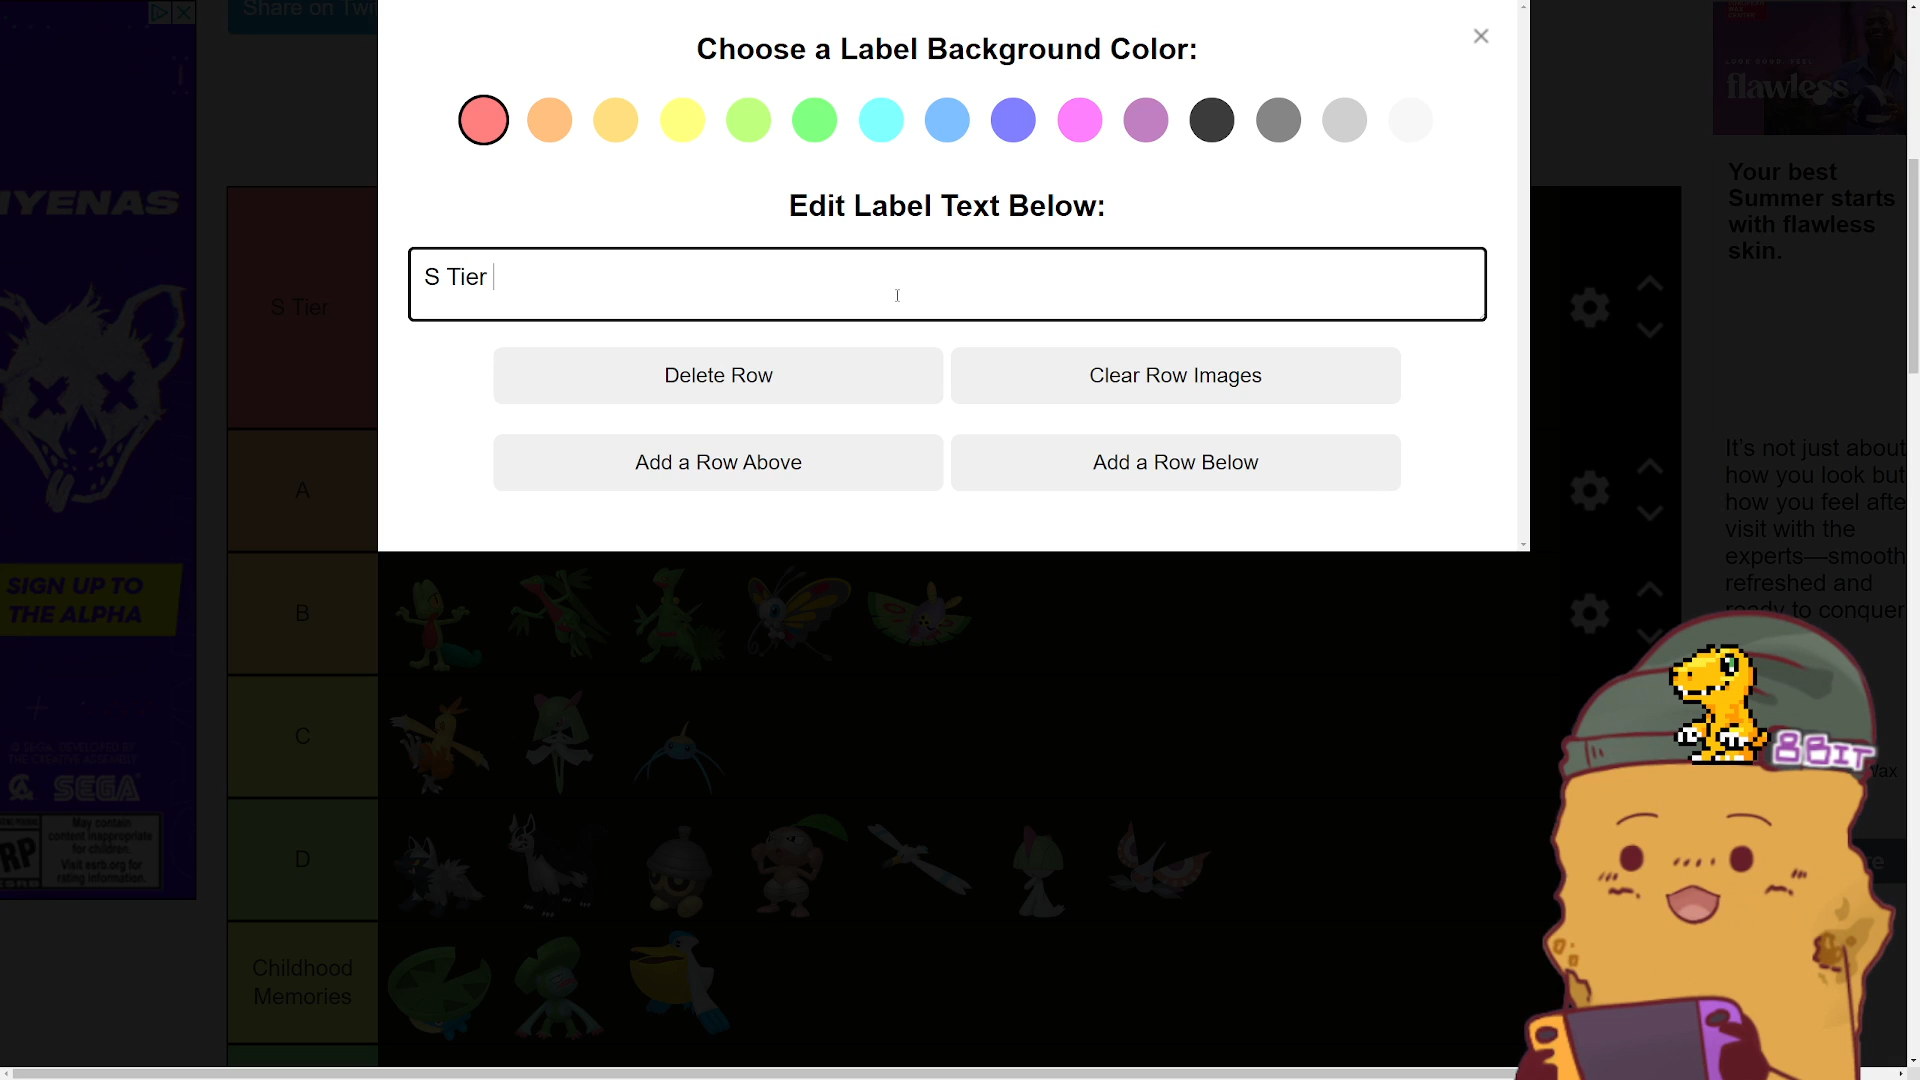 Share on Twi
Choose a Label Background Color:
Edit Label Text Below:
S Tier
Delete Row
Clear Row Images
Add a Row Above
Add a Row Below
S Tier
A
B
C
D
Childhood
Memories
HYENAS
SIGN UP TO
THE ALPHA
SEGA
RP
May contain
content inappropriate
for children.
Visit esrb.org for
rating information.
flawless
Your best
Summer starts
with flawless
skin.
It's not just about
how you look but
how you feel afte
visit with the
experts—smooth
refreshed and
ready to conquer
8BIT